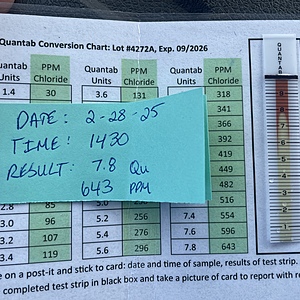 Quantab Conversion Chart: Lot #4272A, Exp. 09/2026
Quantab Units PPM Chloride Quantab Units PPM Chloride PPM Chloride
1.4 30 3.6 131 318
341
366
392
419
449
482
516
DATE: 2-28-25
TIME: 1430
RESULT: 7.8 Qu
643 PPM
2.8 85 5.0
3.0 96 5.2 256 7.4 554
3.2 107 5.4 276 7.6 597
3.4 119 5.6 296 7.8 643
e on a post-it and stick to card: date and time of sample, results of test strip.
completed test strip in black box and take a picture of card to report with re
QUANTAB